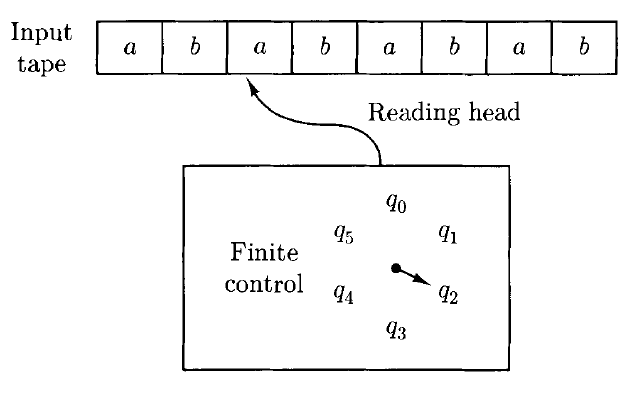 Input
tape
a b a b a b a b
Reading head
q0
q5 q1
Finite
control
q4 q2
q3